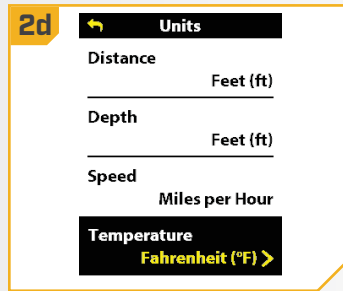 2d
Units
Distance
Feet (ft)
Depth
Feet (ft)
Speed
Miles per Hour
Temperature
Fahrenheit (°F)